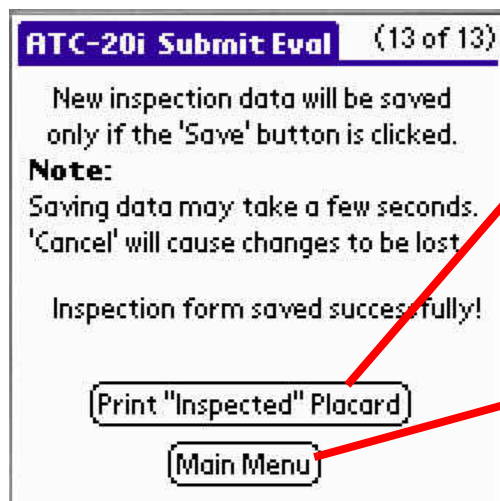 ATC-20i Submit Eval (13 of 13)
New inspection data will be saved
only if the 'Save' button is clicked.
Note:
Saving data may take a few seconds.
'Cancel' will cause changes to be lost
Inspection form saved successfully!
Print "Inspected" Placard
Main Menu